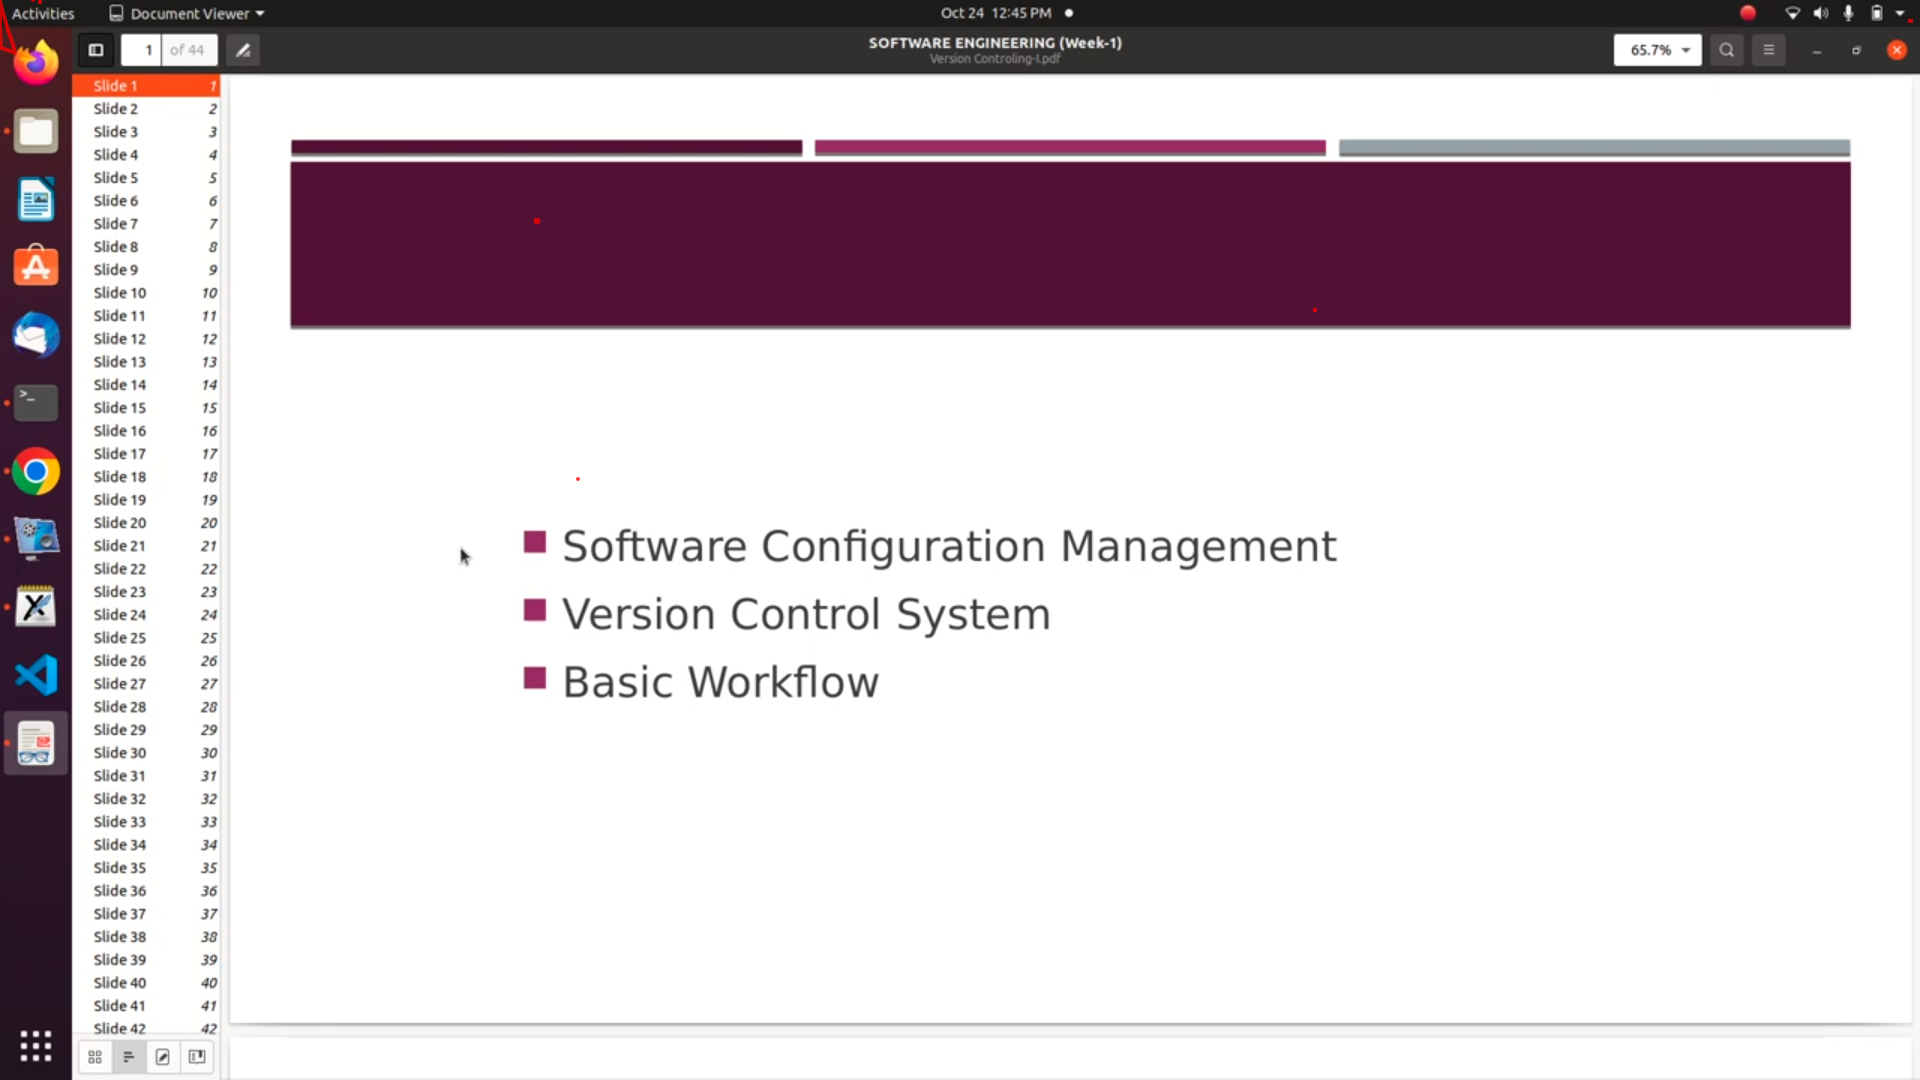 Activities
Document Viewer
Oct 24 12:45 PM
1 of 44
SOFTWARE ENGINEERING (Week-1)
Version Controling-I.pdf
65.7%
Slide 1 1
Slide 2 2
Slide 3 3
Slide 4 4
Slide 5 5
Slide 6 6
Slide 7 7
Slide 8 8
Slide 9 9
Slide 10 10
Slide 11 11
Slide 12 12
Slide 13 13
Slide 14 14
Slide 15 15
Slide 16 16
Slide 17 17
Slide 18 18
Slide 19 19
Slide 20 20
Slide 21 21
Slide 22 22
Slide 23 23
Slide 24 24
Slide 25 25
Slide 26 26
Slide 27 27
Slide 28 28
Slide 29 29
Slide 30 30
Slide 31 31
Slide 32 32
Slide 33 33
Slide 34 34
Slide 35 35
Slide 36 36
Slide 37 37
Slide 38 38
Slide 39 39
Slide 40 40
Slide 41 41
Slide 42 42
Software Configuration Management
Version Control System
Basic Workflow